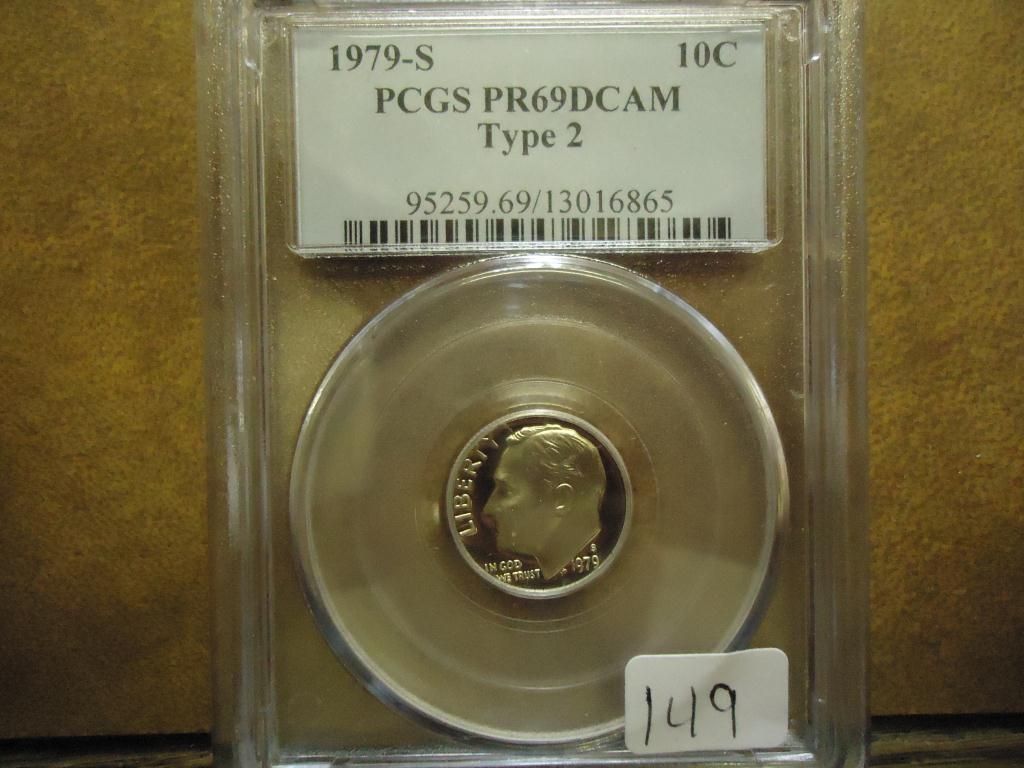 1979-S 10C
PCGS PR69DCAM
Type 2
95259.69/13016865
LIBERTY
IN GOD
WE TRUST
S
1979
149